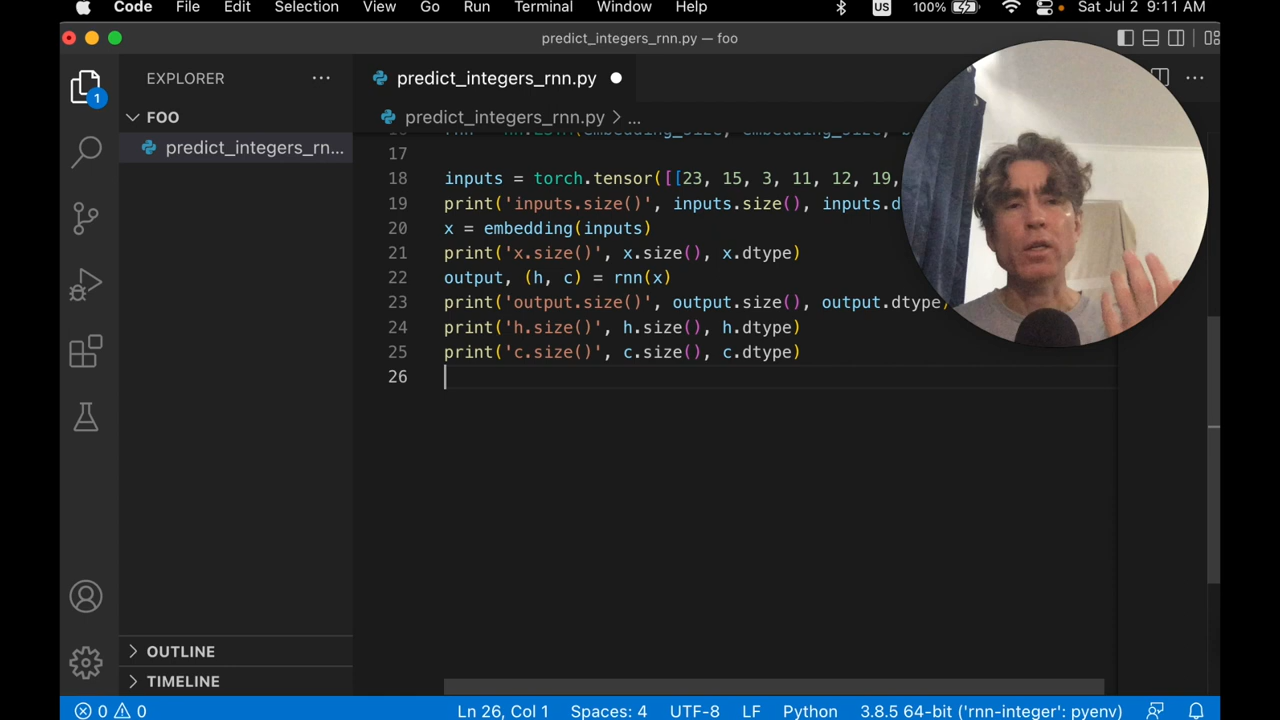 Code File Edit Selection View Go Run Terminal Window Help US 100% Sat Jul 2 9:11 AM
predict_integers_rnn.py — foo
EXPLORER ···
predict_integers_rnn.py
1
FOO
predict_integers_rnn.py > ...
predict_integers_rn...
17
18 inputs = torch.tensor([[23, 15, 3, 11, 12, 19,
19 print('inputs.size()', inputs.size(), inputs.d
20 x = embedding(inputs)
21 print('x.size()', x.size(), x.dtype)
22 output, (h, c) = rnn(x)
23 print('output.size()', output.size(), output.dtype)
24 print('h.size()', h.size(), h.dtype)
25 print('c.size()', c.size(), c.dtype)
26
OUTLINE
TIMELINE
0 0 Ln 26, Col 1 Spaces: 4 UTF-8 LF Python 3.8.5 64-bit ('rnn-integer': pyenv)